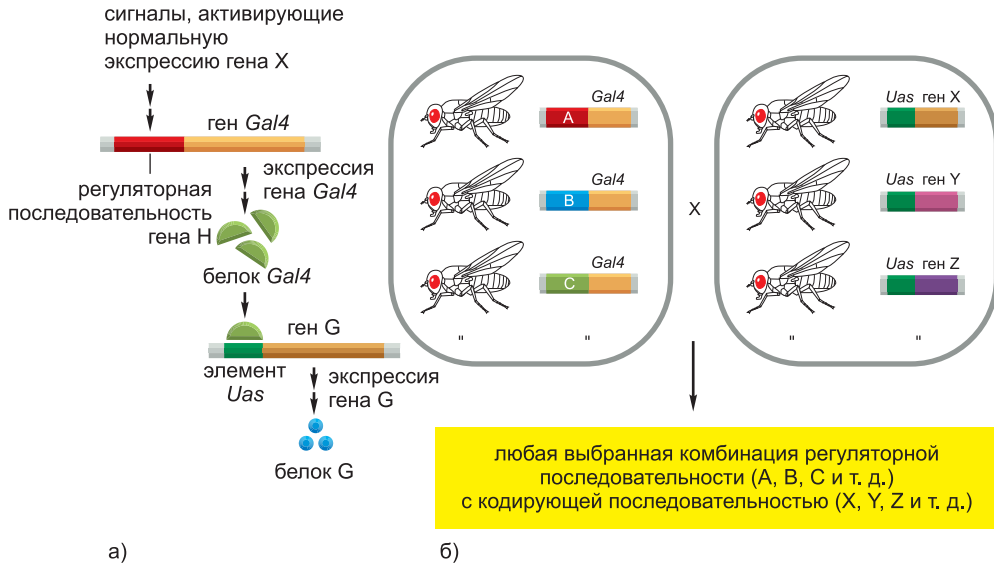 сигналы, активирующие
нормальную
экспрессию гена X
ген Gal4
регуляторная
последовательность
гена H
экспрессия
гена Gal4
белок Gal4
ген G
элемент
Uas
экспрессия
гена G
белок G
а)
Gal4
A
Gal4
B
Gal4
C
" "
X
Uas ген X
Uas ген Y
Uas ген Z
" "
любая выбранная комбинация регуляторной
последовательности (A, B, C и т. д.)
с кодирующей последовательностью (X, Y, Z и т. д.)
б)